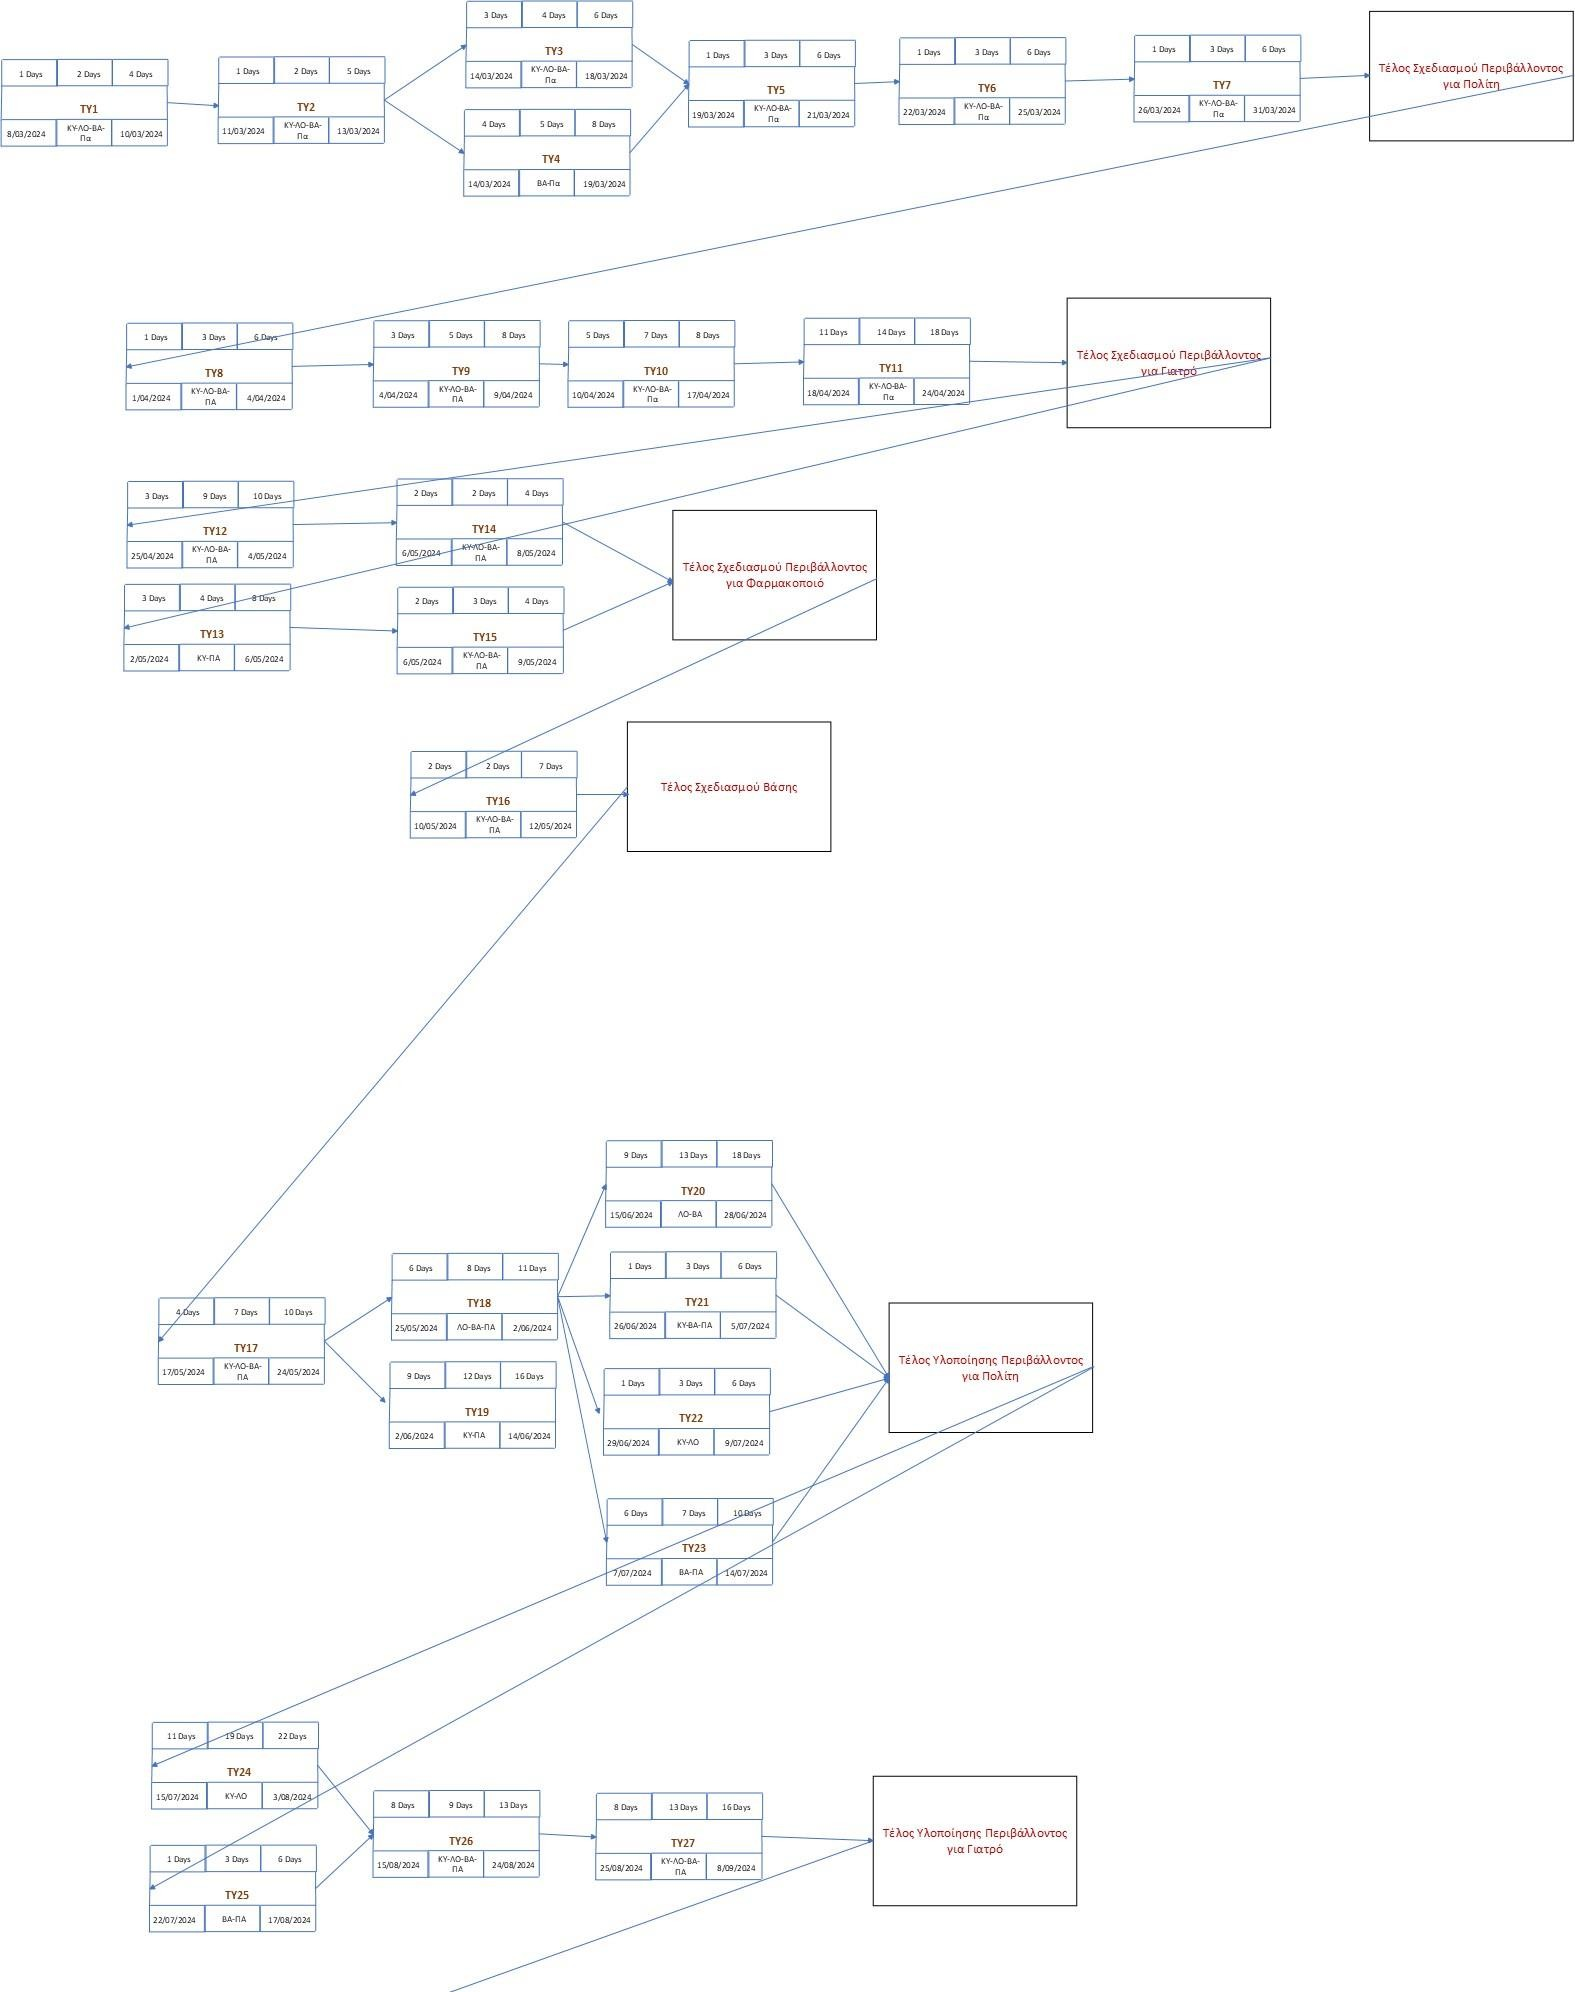 1 Days 2 Days 4 Days
TY1
8/03/2024 ΚΥ-ΛΟ-ΒΑ-
Πα 10/03/2024
1 Days 2 Days 5 Days
TY2
11/03/2024 ΚΥ-ΛΟ-ΒΑ-
Πα 13/03/2024
3 Days 4 Days 6 Days
TY3
14/03/2024 ΚΥ-ΛΟ-ΒΑ-
Πα 18/03/2024
4 Days 5 Days 8 Days
TY4
14/03/2024 ΒΑ-Πα 19/03/2024
1 Days 3 Days 6 Days
TY5
19/03/2024 ΚΥ-ΛΟ-ΒΑ-
Πα 21/03/2024
1 Days 3 Days 6 Days
TY6
22/03/2024 ΚΥ-ΛΟ-ΒΑ-
Πα 25/03/2024
1 Days 3 Days 6 Days
TY7
26/03/2024 ΚΥ-ΛΟ-ΒΑ-
Πα 31/03/2024
Τέλος Σχεδιασμού Περιβάλλοντος
για Πολίτη
1 Days 3 Days 6 Days
TY8
1/04/2024 ΚΥ-ΛΟ-ΒΑ-
ΠΑ 4/04/2024
3 Days 5 Days 8 Days
TY9
4/04/2024 ΚΥ-ΛΟ-ΒΑ-
ΠΑ 9/04/2024
5 Days 7 Days 8 Days
TY10
10/04/2024 ΚΥ-ΛΟ-ΒΑ-
Πα 17/04/2024
11 Days 14 Days 18 Days
TY11
18/04/2024 ΚΥ-ΛΟ-ΒΑ-
Πα 24/04/2024
Τέλος Σχεδιασμού Περιβάλλοντος
για Γιατρό
3 Days 9 Days 10 Days
TY12
25/04/2024 ΚΥ-ΛΟ-ΒΑ-
ΠΑ 4/05/2024
2 Days 2 Days 4 Days
TY14
6/05/2024 ΚΥ-ΛΟ-ΒΑ-
ΠΑ 8/05/2024
3 Days 4 Days 8 Days
TY13
2/05/2024 ΚΥ-ΠΑ 6/05/2024
2 Days 3 Days 4 Days
TY15
6/05/2024 ΚΥ-ΛΟ-ΒΑ-
ΠΑ 9/05/2024
Τέλος Σχεδιασμού Περιβάλλοντος
για Φαρμακοποιό
2 Days 2 Days 7 Days
TY16
10/05/2024 ΚΥ-ΛΟ-ΒΑ-
ΠΑ 12/05/2024
Τέλος Σχεδιασμού Βάσης
4 Days 7 Days 10 Days
TY17
17/05/2024 ΚΥ-ΛΟ-ΒΑ-
ΠΑ 24/05/2024
6 Days 8 Days 11 Days
TY18
25/05/2024 ΛΟ-ΒΑ-ΠΑ 2/06/2024
9 Days 12 Days 16 Days
TY19
2/06/2024 ΚΥ-ΠΑ 14/06/2024
9 Days 13 Days 18 Days
TY20
15/06/2024 ΛΟ-ΒΑ 28/06/2024
1 Days 3 Days 6 Days
TY21
26/06/2024 ΚΥ-ΒΑ-ΠΑ 5/07/2024
1 Days 3 Days 6 Days
TY22
29/06/2024 ΚΥ-ΛΟ 9/07/2024
6 Days 7 Days 10 Days
TY23
7/07/2024 ΒΑ-ΠΑ 14/07/2024
Τέλος Υλοποίησης Περιβάλλοντος
για Πολίτη
11 Days 19 Days 22 Days
TY24
15/07/2024 ΚΥ-ΛΟ 3/08/2024
1 Days 3 Days 6 Days
TY25
22/07/2024 ΒΑ-ΠΑ 17/08/2024
8 Days 9 Days 13 Days
TY26
15/08/2024 ΚΥ-ΛΟ-ΒΑ-
ΠΑ 24/08/2024
8 Days 13 Days 16 Days
TY27
25/08/2024 ΚΥ-ΛΟ-ΒΑ-
ΠΑ 8/09/2024
Τέλος Υλοποίησης Περιβάλλοντος
για Γιατρό